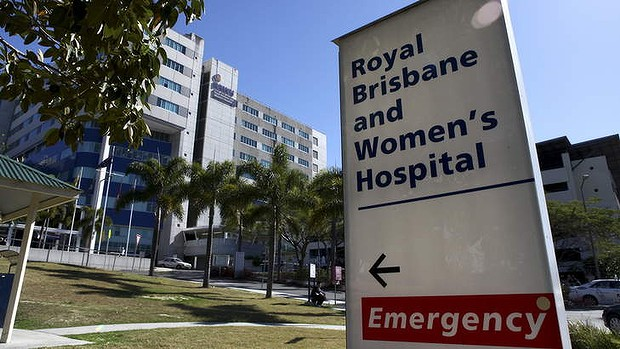 Royal
Brisbane
and
Women's
Hospital
Emergency